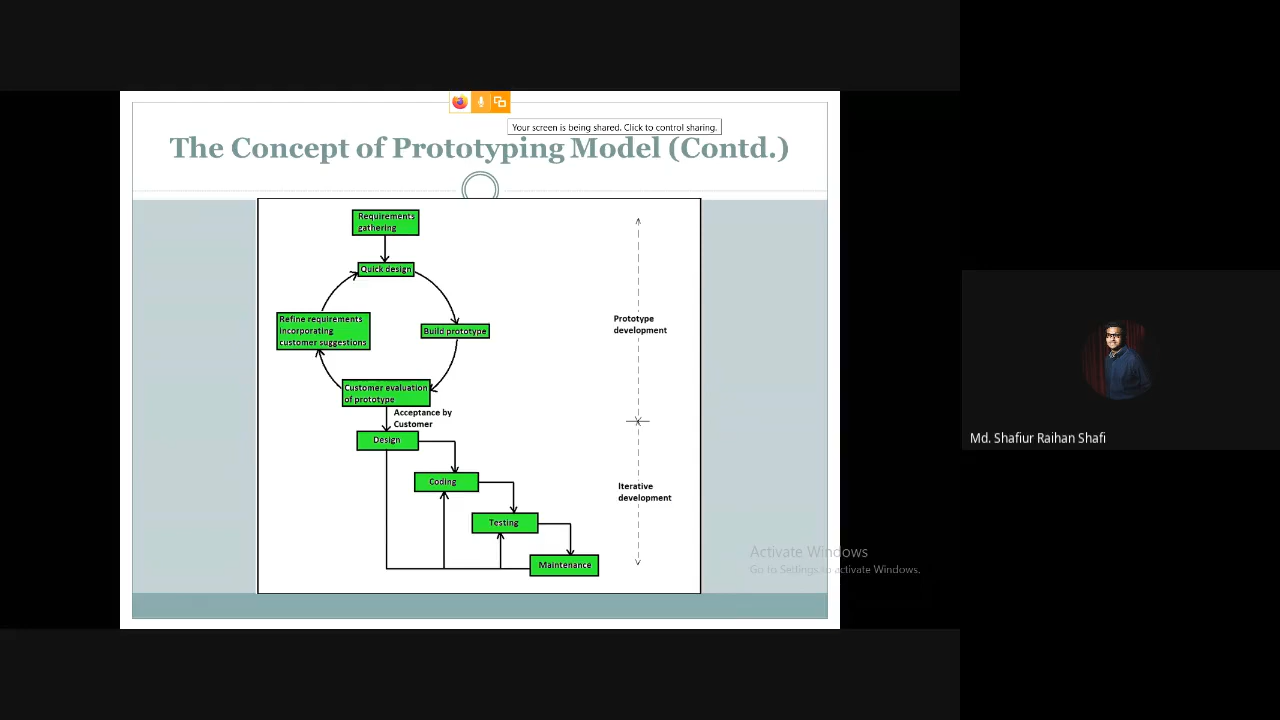 Your screen is being shared. Click to control sharing.
The Concept of Prototyping Model (Contd.)
Requirements
gathering
Quick design
Refine requirements
incorporating
customer suggestions
Build prototype
Prototype
development
Customer evaluation
of prototype
Acceptance by
Customer
Design
Coding
Iterative
development
Testing
Maintenance
Activate Windows
Go to Settings to activate Windows.
Md. Shafiur Raihan Shafi